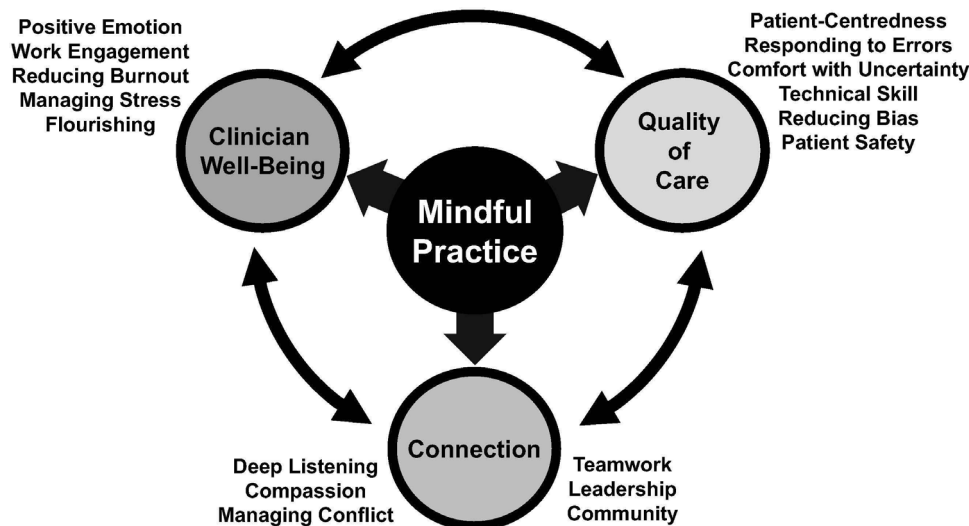 Positive Emotion
Work Engagement
Reducing Burnout
Managing Stress
Flourishing
Clinician
Well-Being
Patient-Centredness
Responding to Errors
Comfort with Uncertainty
Technical Skill
Reducing Bias
Patient Safety
Quality
of
Care
Mindful
Practice
Connection
Deep Listening
Compassion
Managing Conflict
Teamwork
Leadership
Community